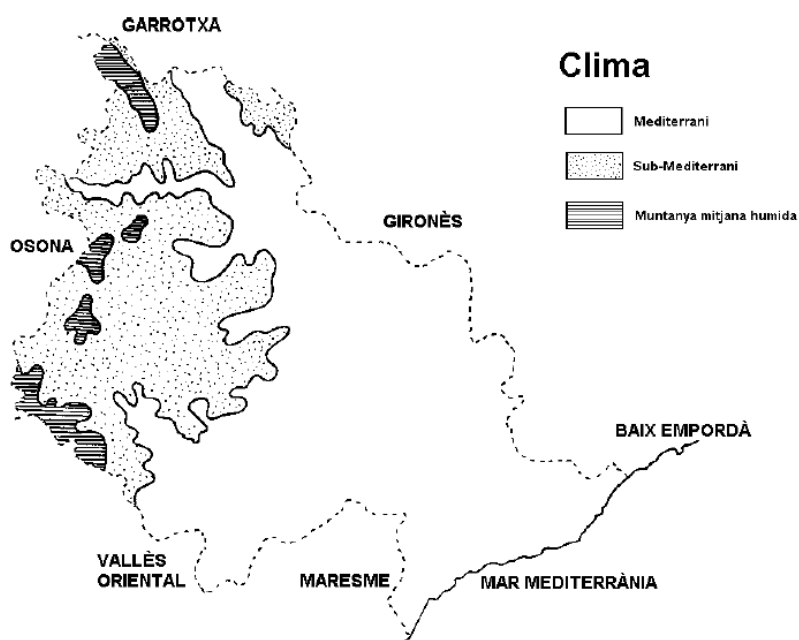 GARROTXA
Clima
Mediterrani
Sub-Mediterrani
Muntanya mitjana humida
GIRONÈS
OSONA
BAIX EMPORDÀ
VALLÈS
ORIENTAL
MARESME
MAR MEDITERRÀNIA